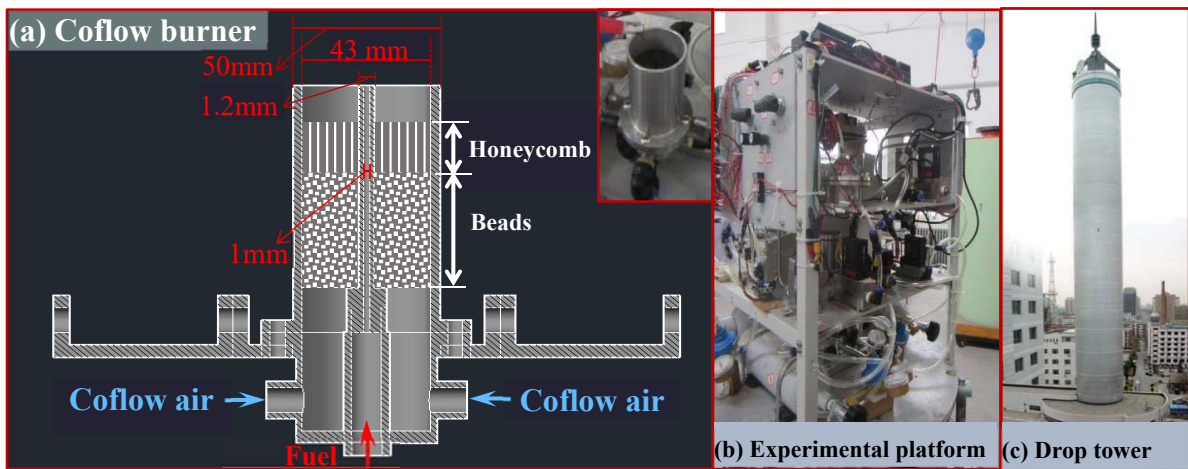 (a) Coflow burner
43 mm
50mm
1.2mm
Honeycomb
Beads
1mm
Coflow air
Coflow air
Fuel
(b) Experimental platform
(c) Drop tower